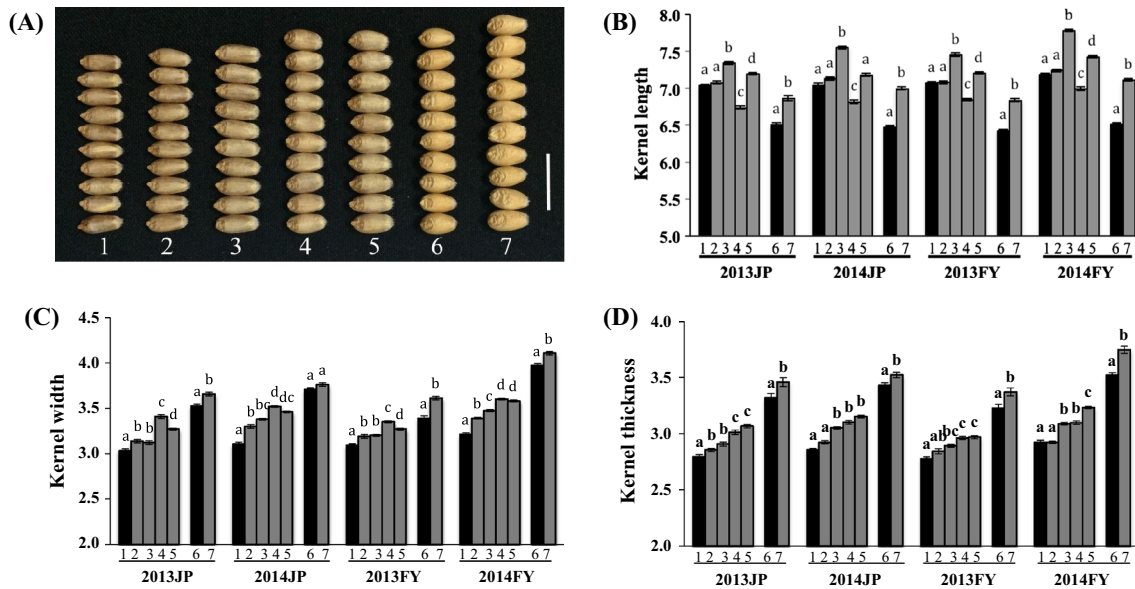 (A)
1 2 3 4 5 6 7
(B)
Kernel length
8.0
7.5
7.0
6.5
6.0
5.5
5.0
a a b c d a b
a a b c d a b
a a b c d a b
a a b c d a b
1 2 3 4 5 6 7 1 2 3 4 5 6 7 1 2 3 4 5 6 7 1 2 3 4 5 6 7
2013JP 2014JP 2013FY 2014FY
(C)
Kernel width
4.5
4.0
3.5
3.0
2.5
2.0
a b b c d a b
a b bc d dc a a
a b b c d a b
a b c d d a b
1 2 3 4 5 6 7 1 2 3 4 5 6 7 1 2 3 4 5 6 7 1 2 3 4 5 6 7
2013JP 2014JP 2013FY 2014FY
(D)
Kernel thickness
4.0
3.5
3.0
2.5
2.0
a b b c c a b
a a b b b a b
a ab bc c c a b
a a b b c a b
1 2 3 4 5 6 7 1 2 3 4 5 6 7 1 2 3 4 5 6 7 1 2 3 4 5 6 7
2013JP 2014JP 2013FY 2014FY